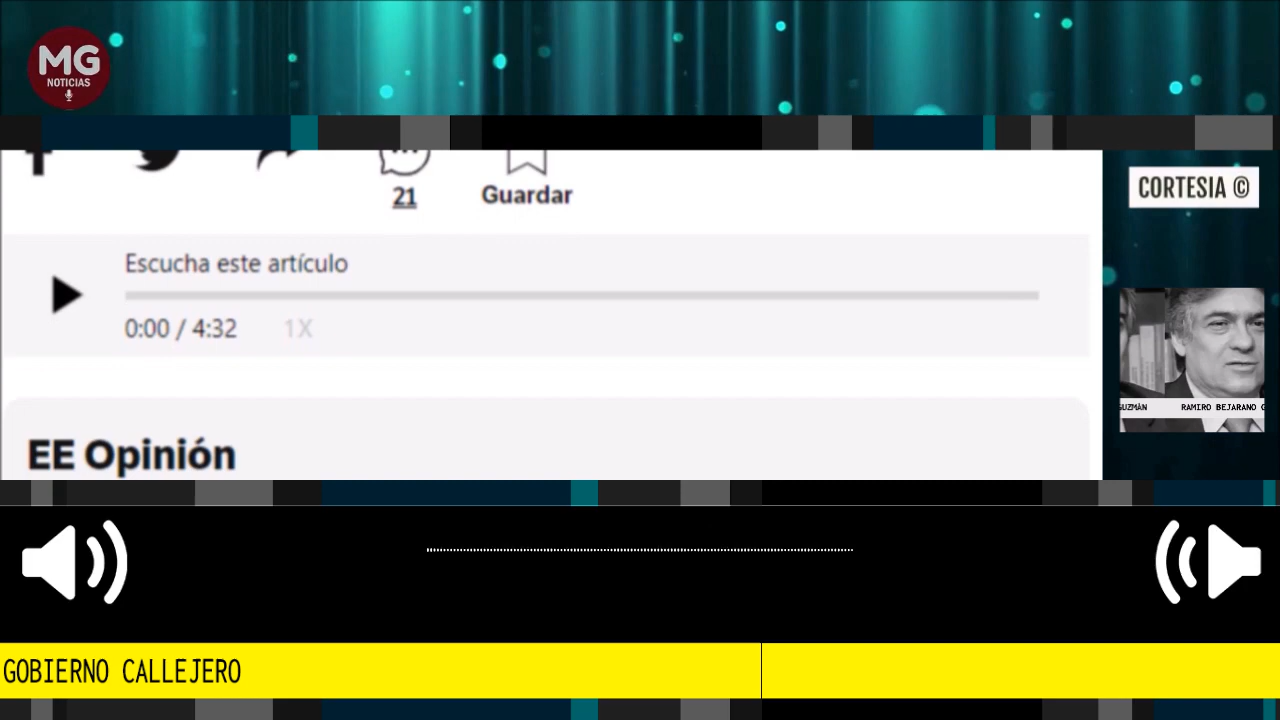 MG
NOTICIAS
21
Guardar
CORTESIA ©
Escucha este artículo
0:00 / 4:32
1X
GUZMÁN
RAMIRO BEJARANO G
EE Opinión
GOBIERNO CALLEJERO